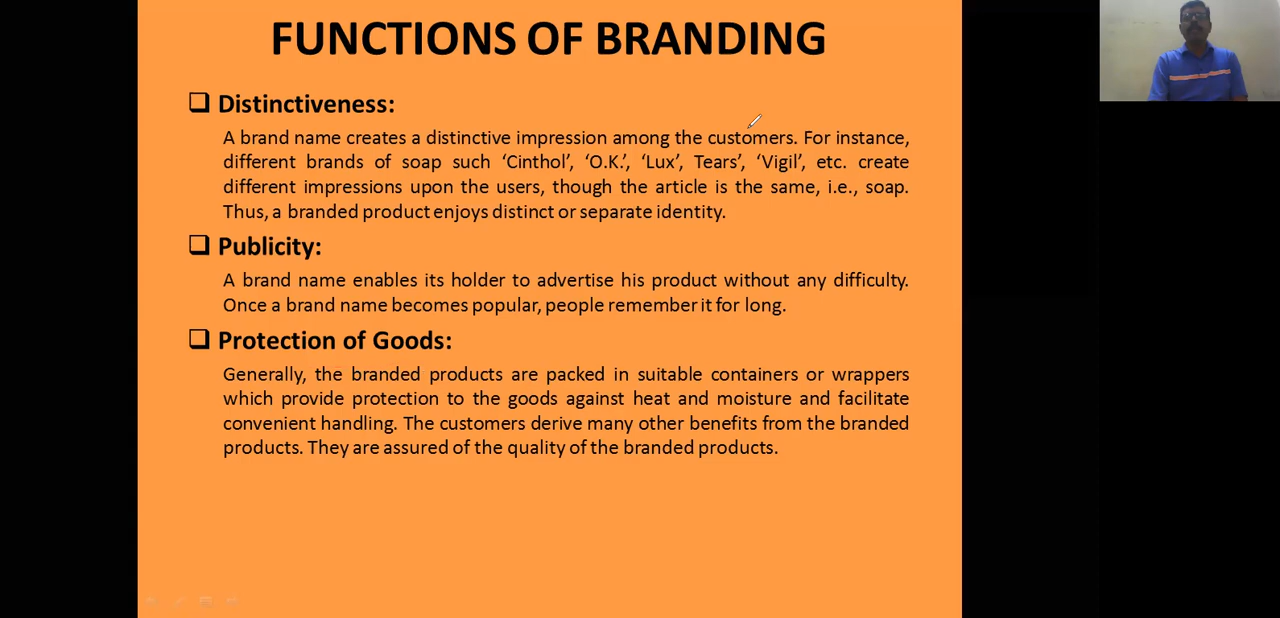 FUNCTIONS OF BRANDING
❑ Distinctiveness:
A brand name creates a distinctive impression among the customers. For instance,
different brands of soap such ‘Cinthol’, ‘O.K.’, ‘Lux’, Tears’, ‘Vigil’, etc. create
different impressions upon the users, though the article is the same, i.e., soap.
Thus, a branded product enjoys distinct or separate identity.
❑ Publicity:
A brand name enables its holder to advertise his product without any difficulty.
Once a brand name becomes popular, people remember it for long.
❑ Protection of Goods:
Generally, the branded products are packed in suitable containers or wrappers
which provide protection to the goods against heat and moisture and facilitate
convenient handling. The customers derive many other benefits from the branded
products. They are assured of the quality of the branded products.